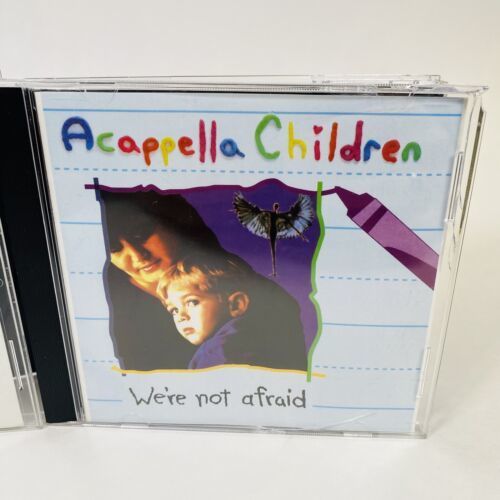 Acappella Children
We're not afraid